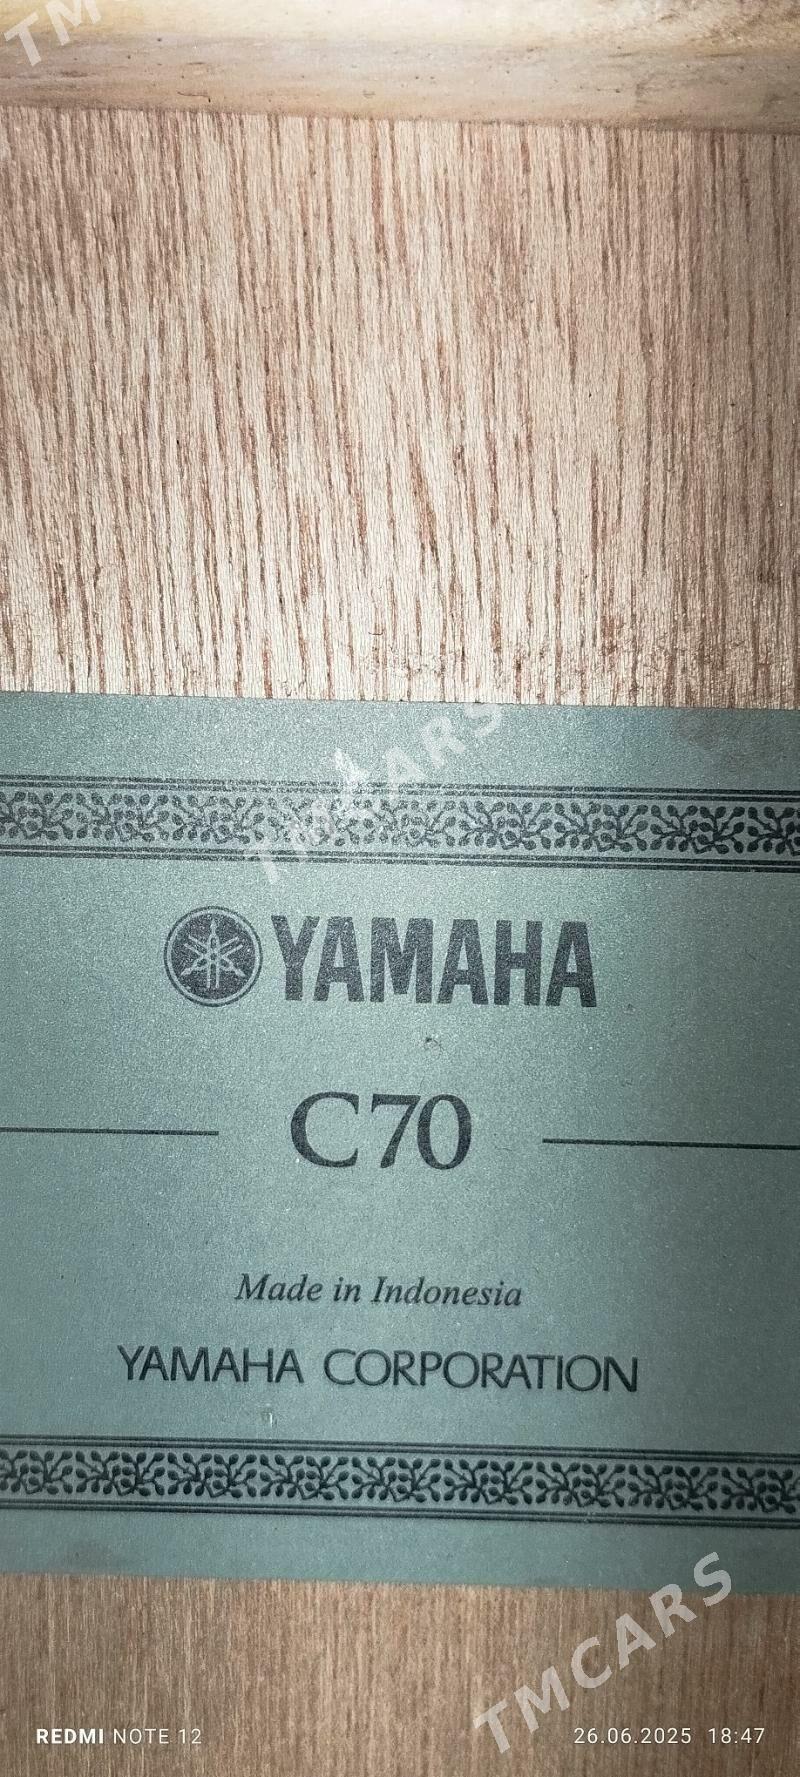 TMCARS
YAMAHA
C70
Made in Indonesia
YAMAHA CORPORATION
TMCARS
REDMI NOTE 12
26.06.2025 18:47